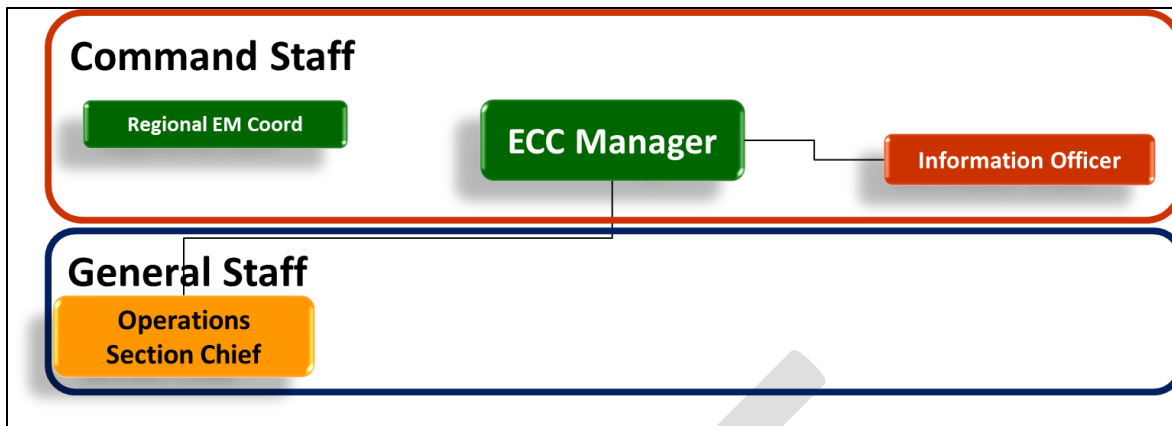 Command Staff
Regional EM Coord
ECC Manager
Information Officer
General Staff
Operations
Section Chief